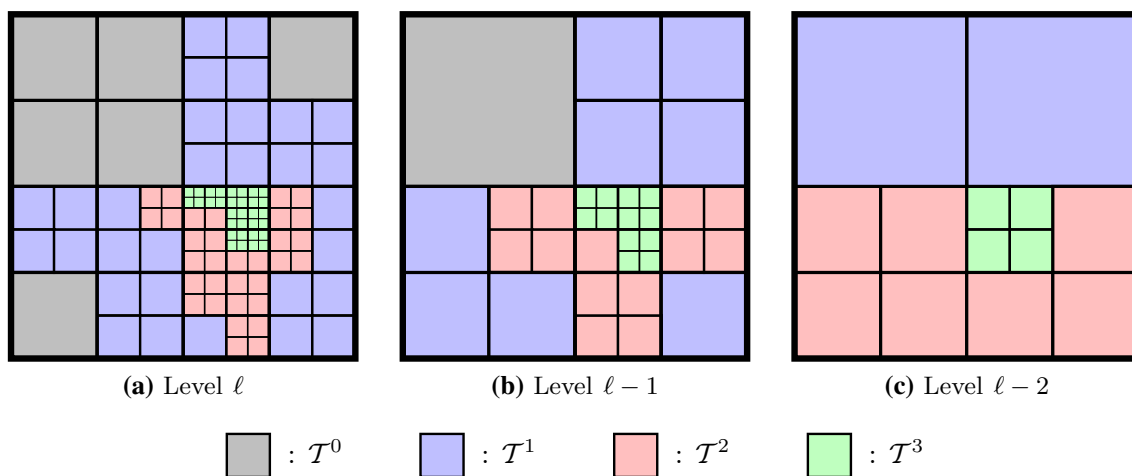 (a) Level ℓ (b) Level ℓ − 1 (c) Level ℓ − 2
: 𝒯⁰ : 𝒯¹ : 𝒯² : 𝒯³